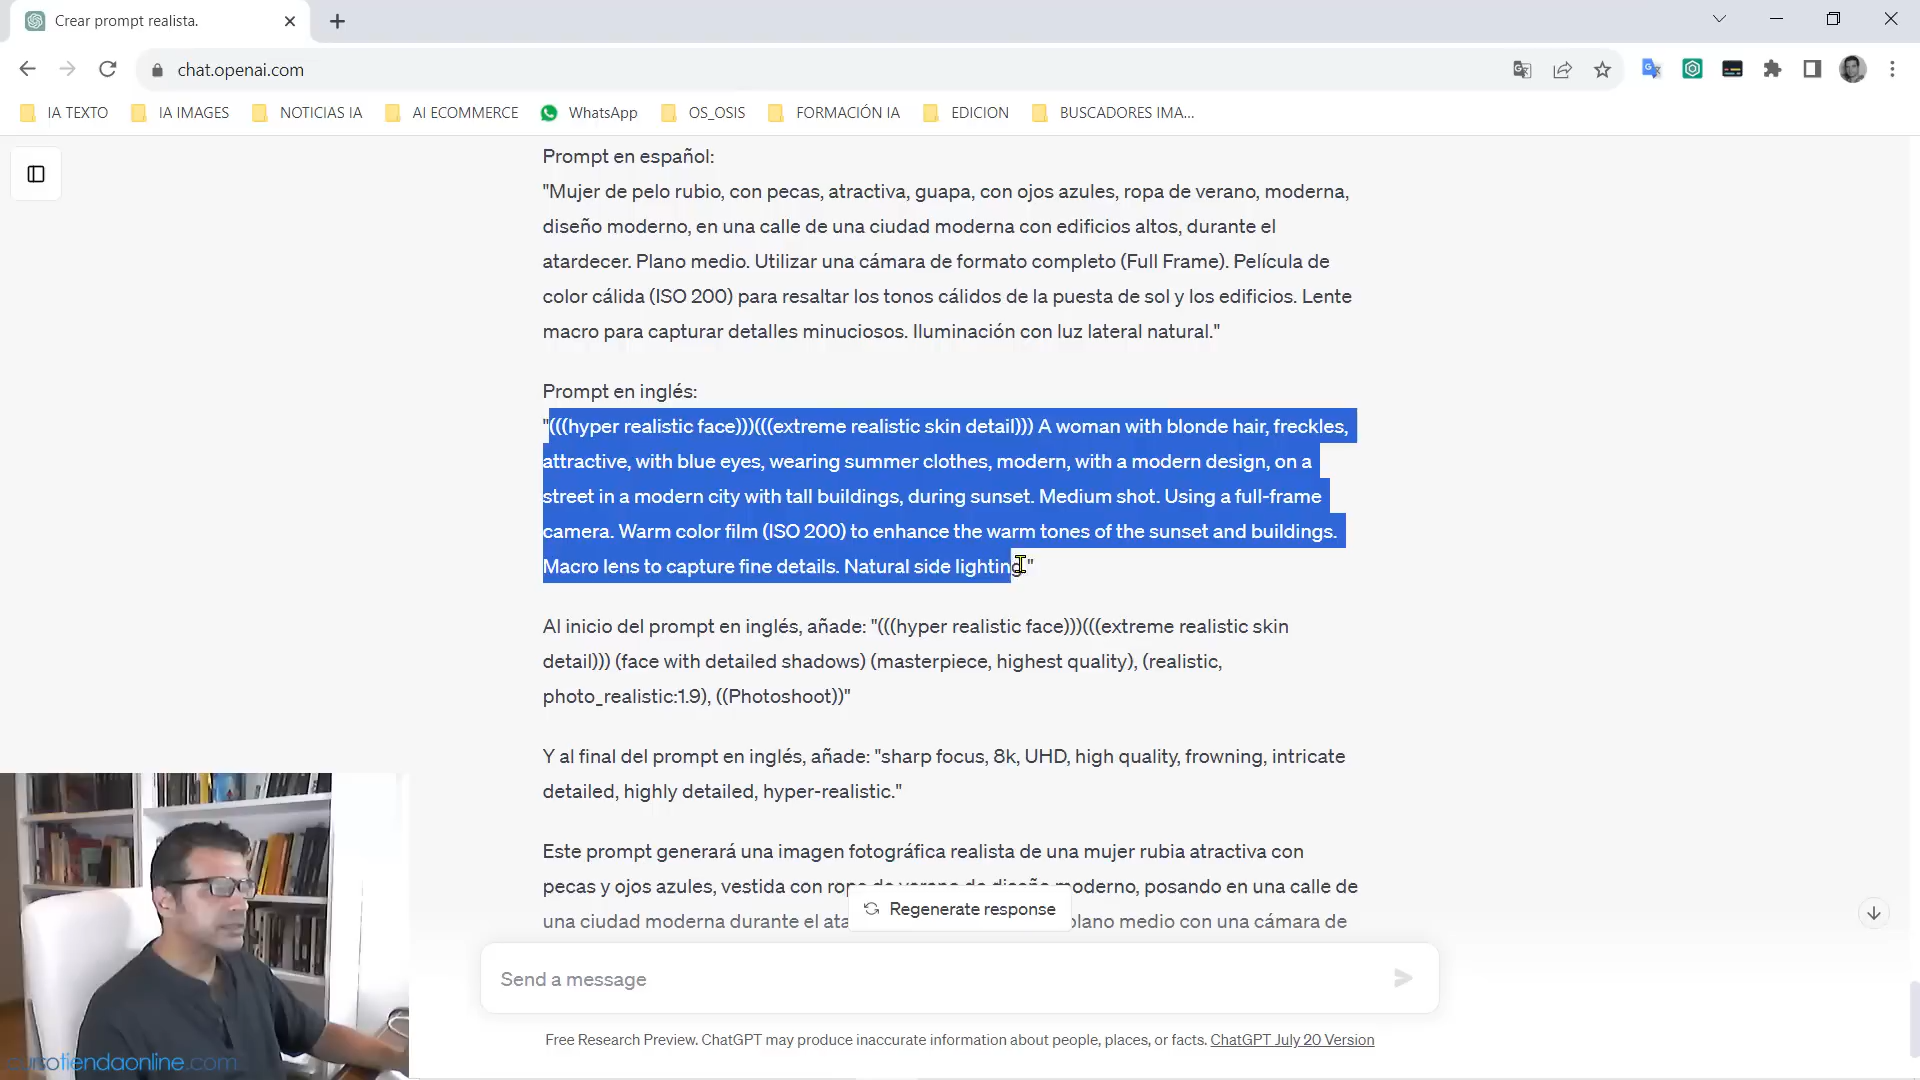 Crear prompt realista.
chat.openai.com
IA TEXTO
IA IMAGES
NOTICIAS IA
AI ECOMMERCE
WhatsApp
OS_OSIS
FORMACIÓN IA
EDICION
BUSCADORES IMA...
Prompt en español:
"Mujer de pelo rubio, con pecas, atractiva, guapa, con ojos azules, ropa de verano, moderna,
diseño moderno, en una calle de una ciudad moderna con edificios altos, durante el
atardecer. Plano medio. Utilizar una cámara de formato completo (Full Frame). Película de
color cálida (ISO 200) para resaltar los tonos cálidos de la puesta de sol y los edificios. Lente
macro para capturar detalles minuciosos. Iluminación con luz lateral natural."
Prompt en inglés:
"(((hyper realistic face)))(((extreme realistic skin detail))) A woman with blonde hair, freckles,
attractive, with blue eyes, wearing summer clothes, modern, with a modern design, on a
street in a modern city with tall buildings, during sunset. Medium shot. Using a full-frame
camera. Warm color film (ISO 200) to enhance the warm tones of the sunset and buildings.
Macro lens to capture fine details. Natural side lighting."
Al inicio del prompt en inglés, añade: "(((hyper realistic face)))(((extreme realistic skin
detail))) (face with detailed shadows) (masterpiece, highest quality), (realistic,
photo_realistic:1.9), ((Photoshoot))"
Y al final del prompt en inglés, añade: "sharp focus, 8k, UHD, high quality, frowning, intricate
detailed, highly detailed, hyper-realistic."
Este prompt generará una imagen fotográfica realista de una mujer rubia atractiva con
pecas y ojos azules, vestida con ropa de verano de diseño moderno, posando en una calle de
una ciudad moderna durante el plano medio con una cámara de
Regenerate response
Send a message
Free Research Preview. ChatGPT may produce inaccurate information about people, places, or facts. ChatGPT July 20 Version
cursotiendaonline.com